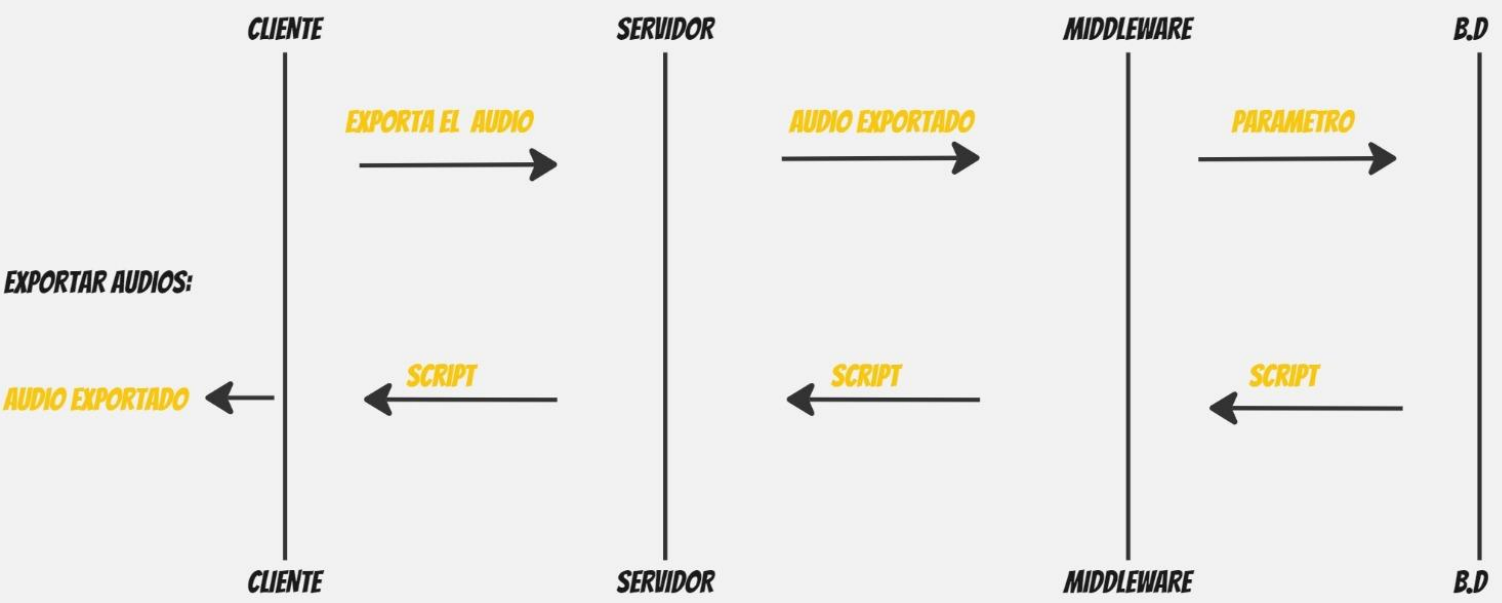 CLIENTE
SERVIDOR
MIDDLEWARE
B.D
EXPORTA EL AUDIO
AUDIO EXPORTADO
PARAMETRO
EXPORTAR AUDIOS:
SCRIPT
SCRIPT
SCRIPT
AUDIO EXPORTADO
CLIENTE
SERVIDOR
MIDDLEWARE
B.D